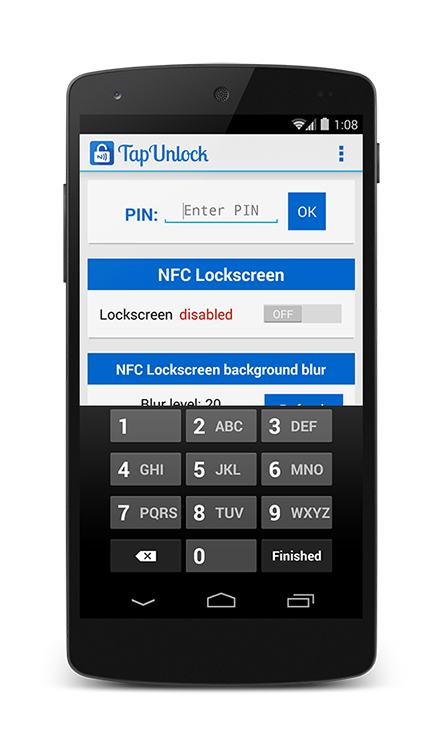 1:08
TapUnlock
PIN: Enter PIN OK
NFC Lockscreen
Lockscreen disabled OFF
NFC Lockscreen background blur
Blur level: 20
1 2 ABC 3 DEF
4 GHI 5 JKL 6 MNO
7 PQRS 8 TUV 9 WXYZ
0 Finished